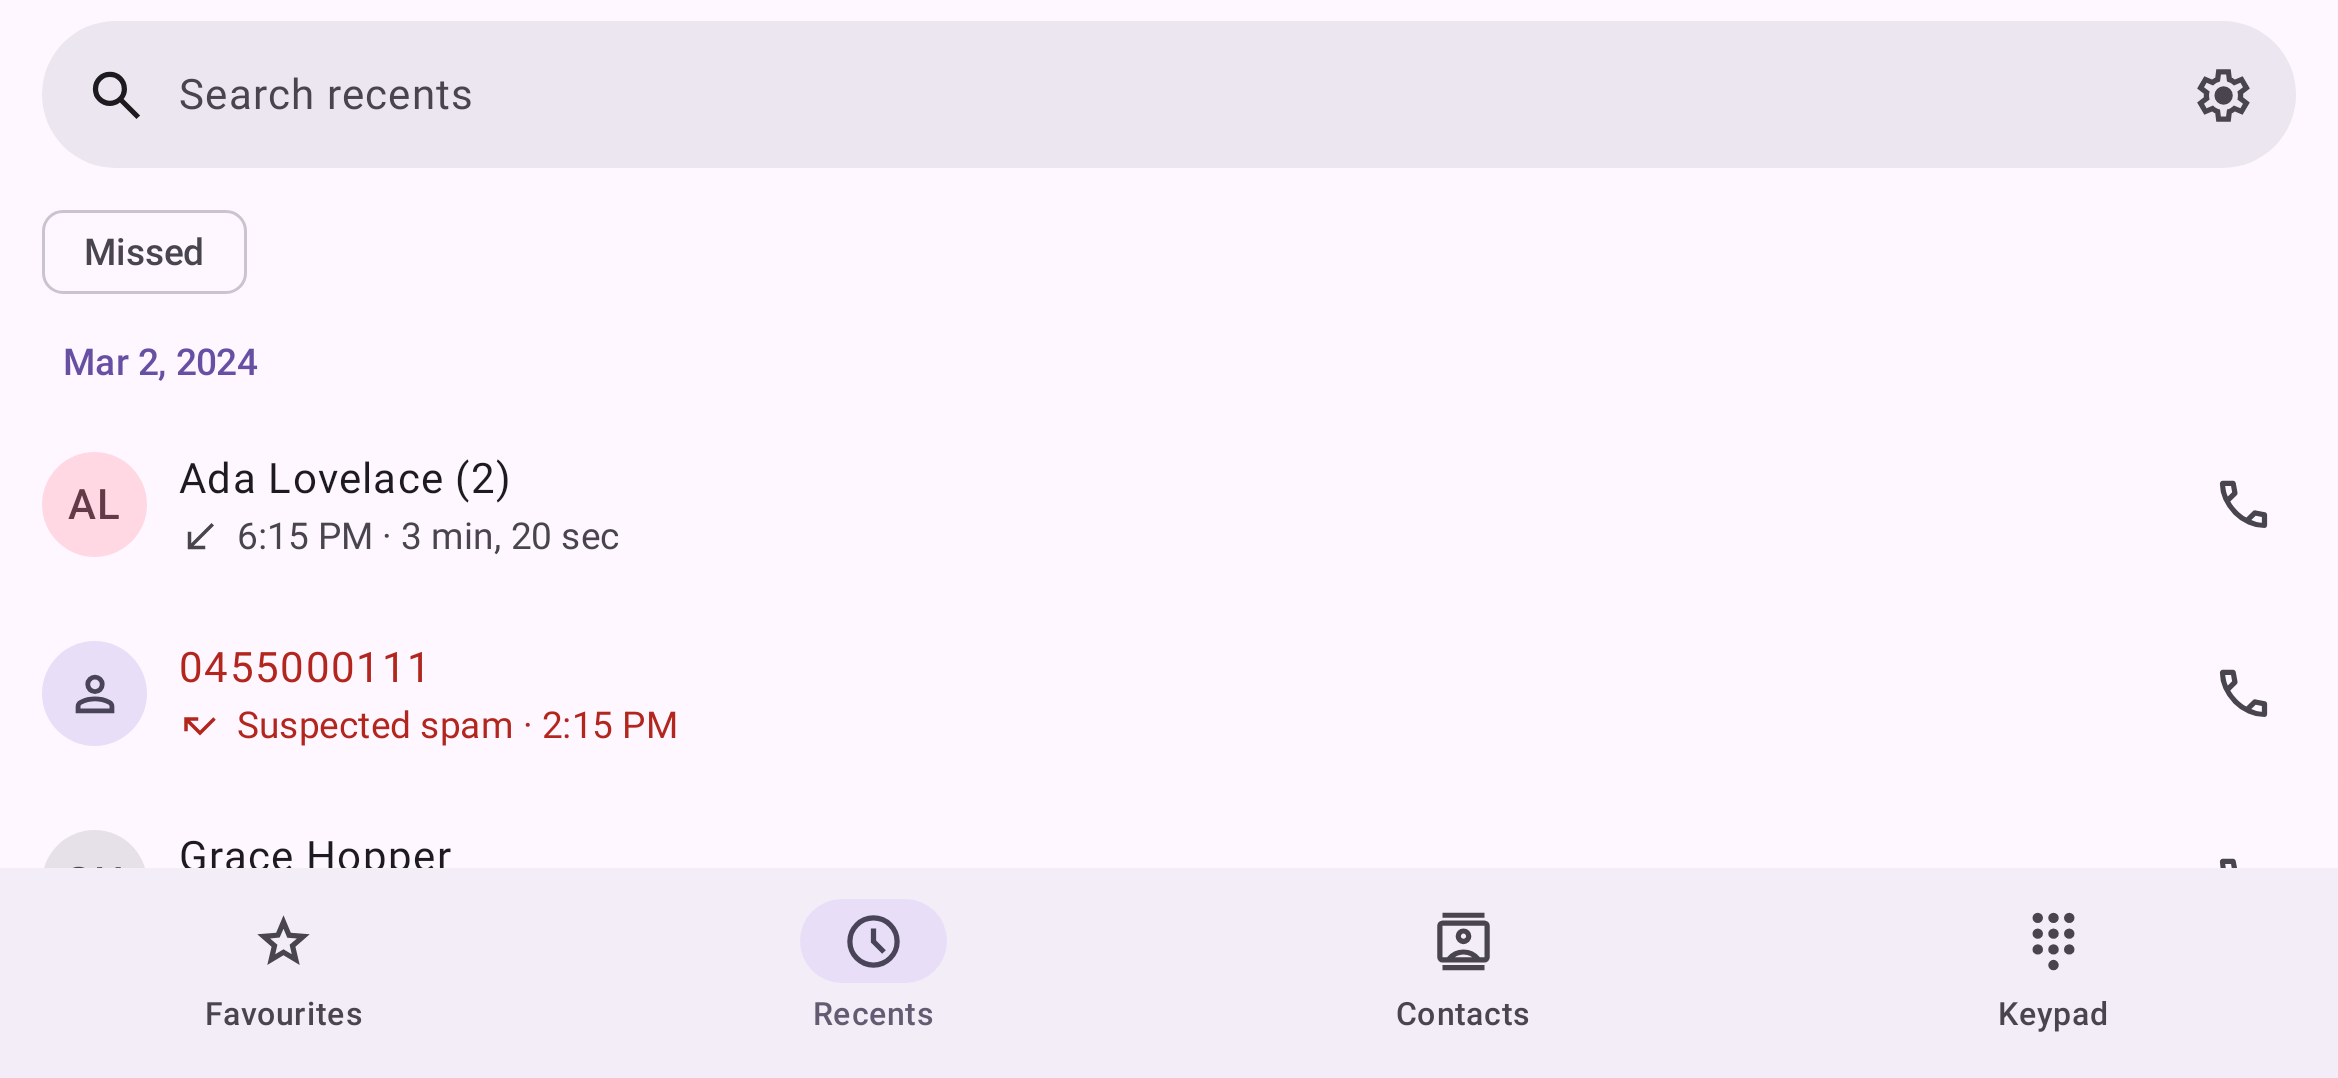 Search recents
Missed
Mar 2, 2024
AL
Ada Lovelace (2)
6:15 PM · 3 min, 20 sec
0455000111
Suspected spam · 2:15 PM
Grace Hopper
Favourites
Recents
Contacts
Keypad